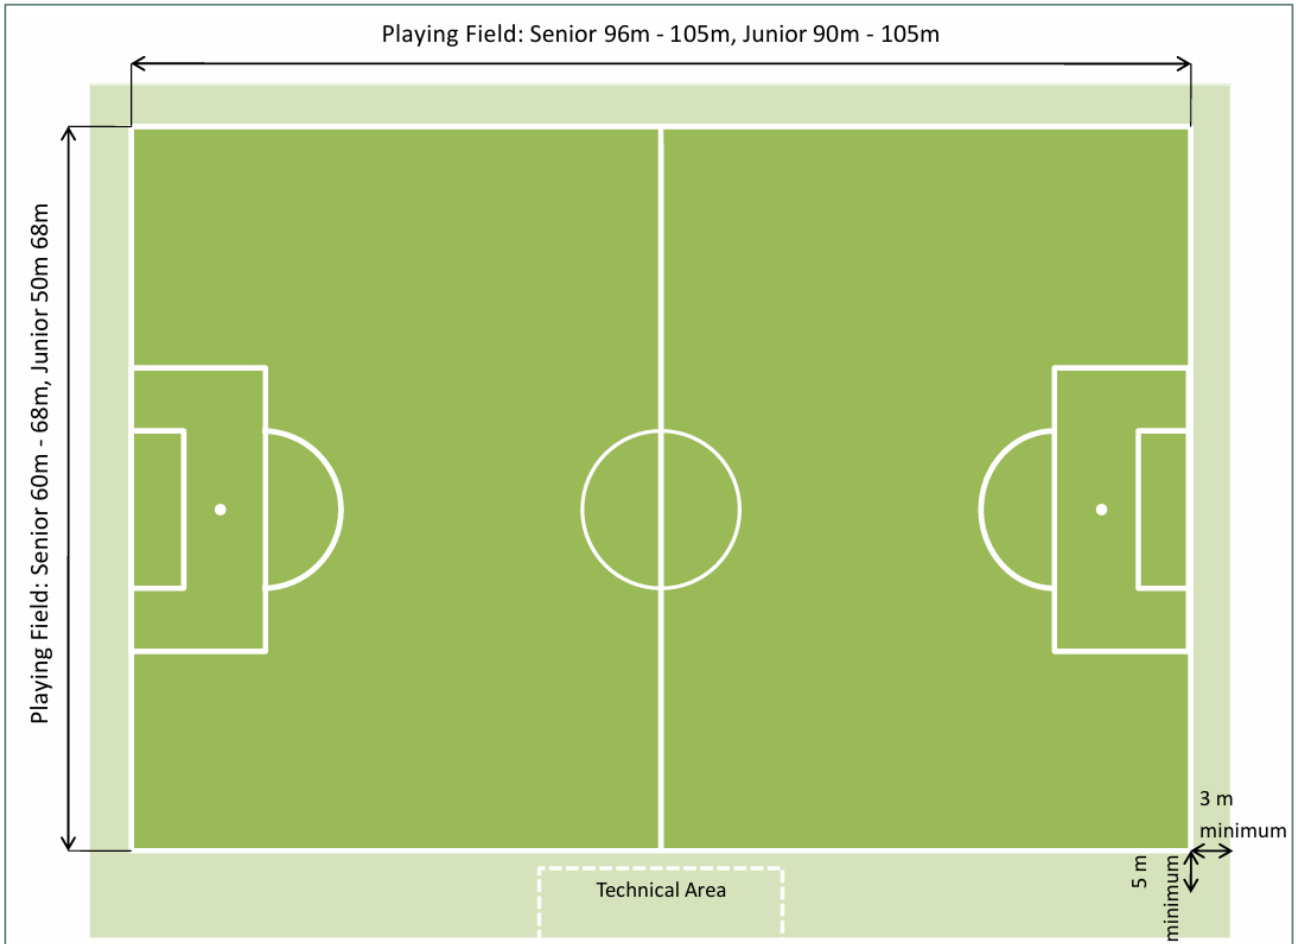 Playing Field: Senior 96m - 105m, Junior 90m - 105m
Playing Field: Senior 60m - 68m, Junior 50m 68m
3 m
minimum
5 m
minimum
Technical Area